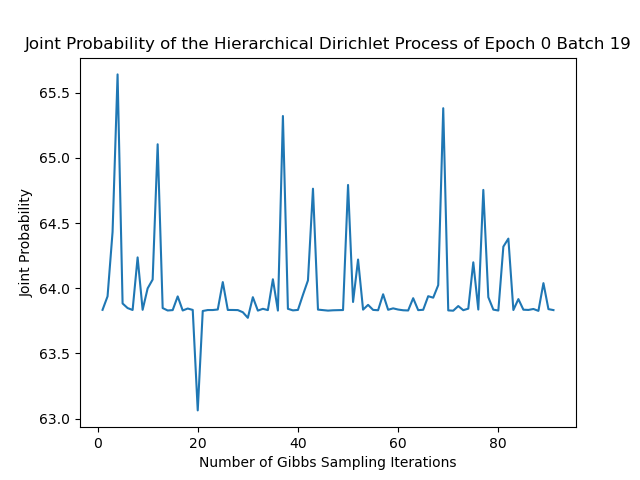 Joint Probability of the Hierarchical Dirichlet Process of Epoch 0 Batch 19
65.5
65.0
64.5
64.0
63.5
63.0
Joint Probability
0 20 40 60 80
Number of Gibbs Sampling Iterations